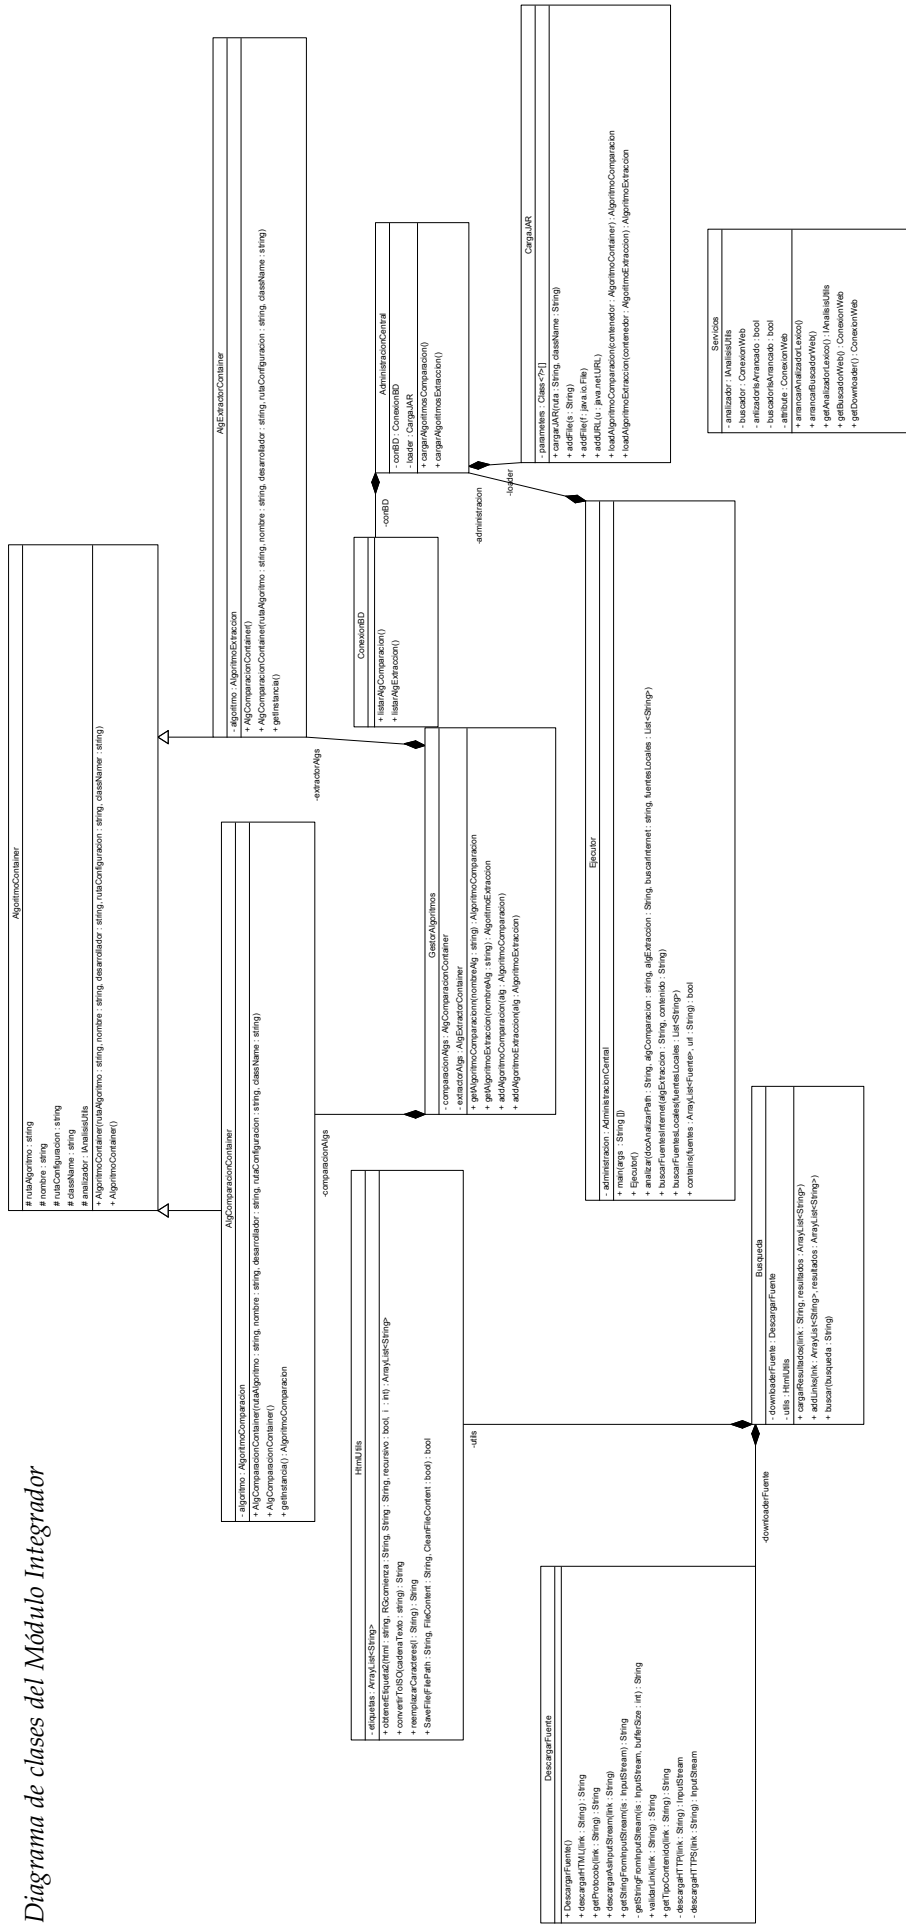 Diagrama de clases del Módulo Integrador
AlgoritmoContainer
# rutaAlgoritmo : string
# nombre : string
# rutaConfiguracion : string
# className : string
# analizador : IAnalisisUtils
+ AlgoritmoContainer(rutaAlgoritmo : string, nombre : string, desarrollador : string, rutaConfiguracion : string, classNamer : string)
+ AlgoritmoContainer()
AlgComparacionContainer
- algoritmo : AlgoritmoComparacion
+ AlgComparacionContainer(rutaAlgoritmo : string, nombre : string, desarrollador : string, rutaConfiguracion : string, className : string)
+ AlgComparacionContainer()
+ getInstancia() : AlgoritmoComparacion
AlgExtractorContainer
- algoritmo : AlgoritmoExtraccion
+ AlgComparacionContainer()
+ AlgComparacionContainer(rutaAlgoritmo : string, nombre : string, desarrollador : string, rutaConfiguracion : string, className : string)
+ getInstancia()
-comparacionAlgs
-extractorAlgs
HtmlUtils
- etiquetas : ArrayList<String>
+ obtenerEtiqueta2(html : string, RGcomienza : String, String : String, recursivo : bool, i : int) : ArrayList<String>
+ convertirToISO(cadenaTexto : string) : String
+ reemplazarCaracteres(l : String) : String
+ SaveFile(FilePath : String, FileContent : String, CleanFileContent : bool) : bool
-utils
GestorAlgoritmos
- comparacionAlgs : AlgComparacionContainer
- extractorAlgs : AlgExtractorContainer
+ getAlgoritmoComparacionn(nombreAlg : string) : AlgoritmoComparacion
+ getAlgoritmoExtraccion(nombreAlg : string) : AlgoritmoExtraccion
+ addAlgoritmoComparacion(alg : AlgoritmoComparacion)
+ addAlgoritmoExtraccion(alg : AlgoritmoExtraccion)
ConexionBD
+ listarAlgComparacion()
+ listarAlgExtraccion()
-conBD
AdministracionCentral
- conBD : ConexionBD
- loader : CargaJAR
+ cargarAlgoritmosComparacion()
+ cargarAlgoritmosExtraccion()
-administracion
-loader
CargaJAR
- parameters : Class<?>[]
+ cargarJAR(ruta : String, className : String)
+ addFile(s : String)
+ addFile(f : java.io.File)
+ addURL(u : java.net.URL)
+ loadAlgoritmoComparacion(contenedor : AlgoritmoContainer) : AlgoritmoComparacion
+ loadAlgoritmoExtraccion(contenedor : AlgoritmoExtraccion) : AlgoritmoExtraccion
DescargarFuente
+ DescargarFuente()
+ descargarHTML(link : String) : String
+ getProtocolo(link : String) : String
+ descargarAsInputStream(link : String)
+ getStringFromInputStream(is : InputStream) : String
- getStringFromInputStream(is : InputStream, bufferSize : int) : String
+ validarLink(link : String) : String
+ getTipoContenido(link : String) : String
- descargaHTTP(link : String) : InputStream
- descargaHTTPS(link : String) : InputStream
-downloaderFuente
Ejecutor
- administracion : AdministracionCentral
+ main(args : String [])
+ Ejecutor()
+ analizar(docAnalizarPath : String, algComparacion : string, algExtraccion : String, buscarInternet : string, fuentesLocales : List<String>)
+ buscarFuentesInternet(algExtraccion : String, contenido : String)
+ buscarFuentesLocales(fuentesLocales : List<String>)
+ contains(fuentes : ArrayList<Fuente>, url : String) : bool
Busqueda
- downloaderFuente : DescargarFuente
- utils : HtmlUtils
+ cargarResultados(link : String, resultados : ArrayList<String>)
+ addLinks(lnk : ArrayList<String>, resultados : ArrayList<String>)
+ buscar(busqueda : String)
Servicios
- analizador : IAnalisisUtils
- buscador : ConexionWeb
- anlizadorIsArrancado : bool
- buscadorIsArrancado : bool
- attribute : ConexionWeb
+ arrancarAnalizadorLexico()
+ arrancarBuscadorWeb()
+ getAnalizadorLexico() : IAnalisisUtils
+ getBuscadorWeb() : ConexionWeb
+ getDownloader() : ConexionWeb